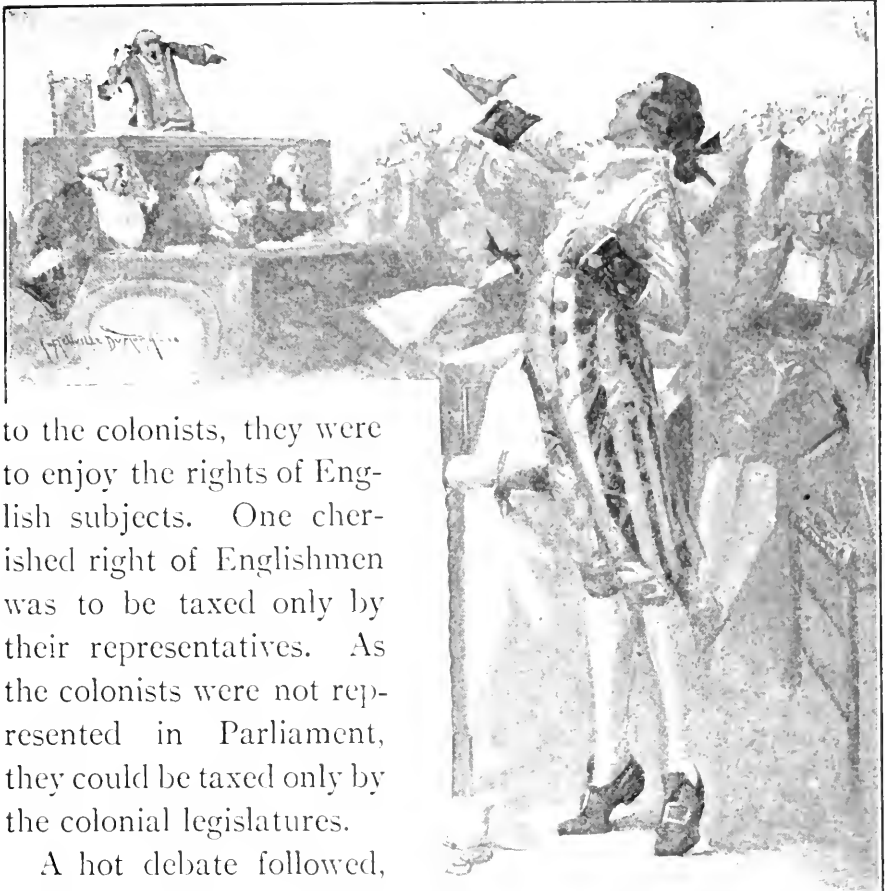 to the colonists, they were
to enjoy the rights of Eng-
lish subjects. One cher-
ished right of Englishmen
was to be taxed only by
their representatives. As
the colonists were not rep-
resented in Parliament,
they could be taxed only by
the colonial legislatures.
A hot debate followed,